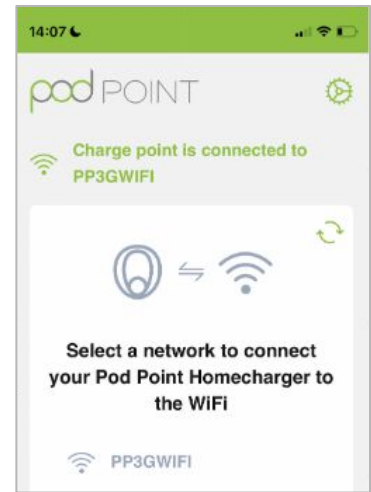 14:07
pod POINT
Charge point is connected to
PP3GWIFI
Select a network to connect
your Pod Point Homecharger to
the WiFi
PP3GWIFI